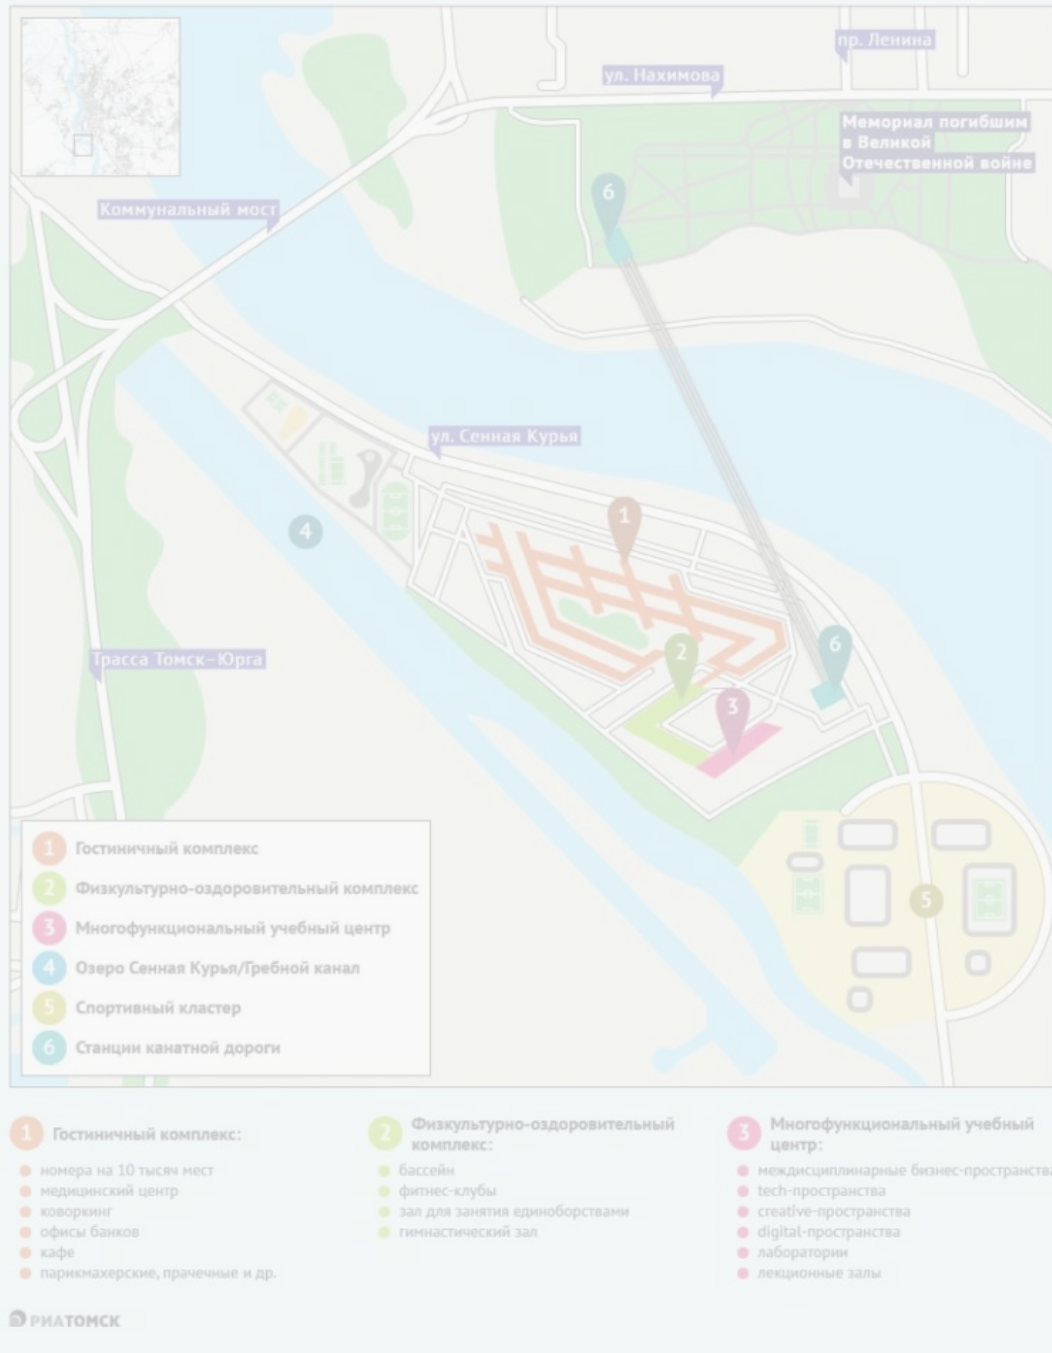 пр. Ленина
ул. Нахимова
Мемориал погибшим
в Великой
Отечественной войне
6
Коммунальный мост
ул. Сенная Курья
1
4
2
6
Трасса Томск–Юрга
3
5
1 Гостиничный комплекс
2 Физкультурно-оздоровительный комплекс
3 Многофункциональный учебный центр
4 Озеро Сенная Курья/Гребной канал
5 Спортивный кластер
6 Станции канатной дороги
1 Гостиничный комплекс:
номера на 10 тысяч мест
медицинский центр
коворкинг
офисы банков
кафе
парикмахерские, прачечные и др.
2 Физкультурно-оздоровительный
комплекс:
бассейн
фитнес-клубы
зал для занятия единоборствами
гимнастический зал
3 Многофункциональный учебный
центр:
междисциплинарные бизнес-пространства
tech-пространства
creative-пространства
digital-пространства
лаборатории
лекционные залы
РИАТОМСК